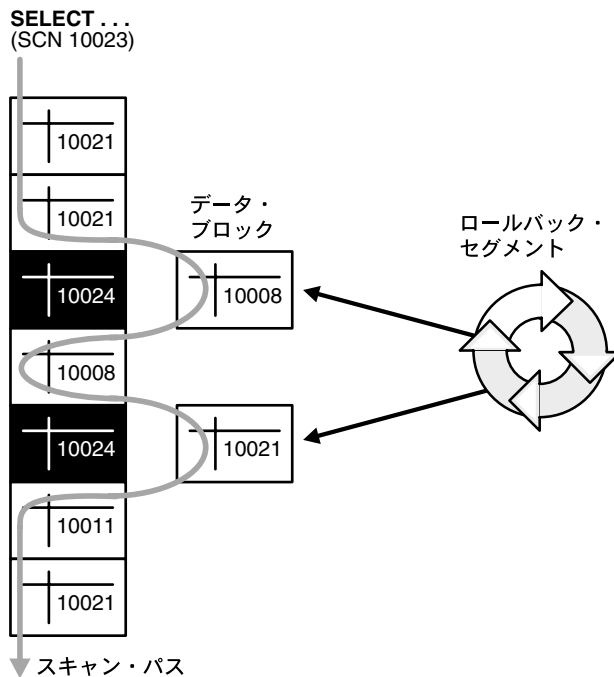 SELECT . . .
(SCN 10023)
10021
10021
データ・
ブロック
ロールバック・
セグメント
10024
10008
10008
10024
10021
10011
10021
スキャン・パス